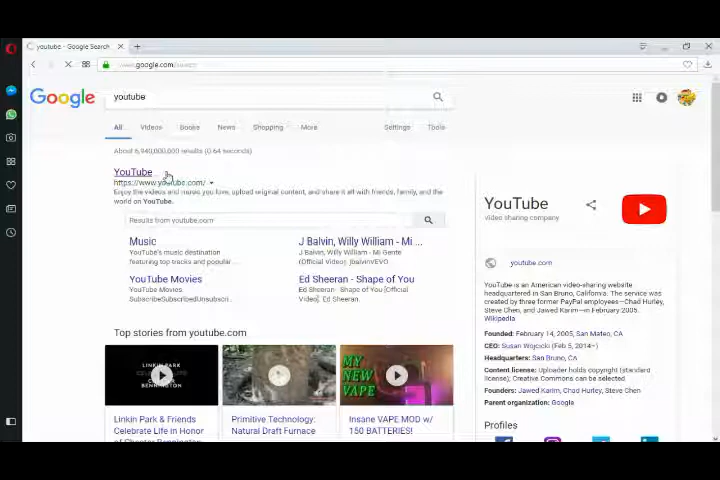 youtube - Google Search
www.google.com/search
Google
youtube
All Videos Books News Shopping More Settings Tools
About 6,940,000,000 results (0.64 seconds)
YouTube
https://www.youtube.com/
Enjoy the videos and music you love, upload original content, and share it all with friends, family, and the
world on YouTube.
Results from youtube.com
Music
YouTube's music destination
featuring top tracks and popular ...
J Balvin, Willy William - Mi ...
J Balvin, Willy William - Mi Gente
(Official Video). jbalvinVEVO
YouTube Movies
YouTube Movies.
SubscribeSubscribedUnsubscri...
Ed Sheeran - Shape of You
Ed Sheeran - Shape of You [Official
Video]. Ed Sheeran.
Top stories from youtube.com
LINKIN PARK
CHESTER
BENNINGTON
MY
NEW
VAPE
Linkin Park & Friends
Celebrate Life in Honor
of Chester Bennington
Primitive Technology:
Natural Draft Furnace
Insane VAPE MOD w/
150 BATTERIES!
YouTube
video sharing company
youtube.com
YouTube is an American video-sharing website
headquartered in San Bruno, California. The service was
created by three former PayPal employees—Chad Hurley,
Steve Chen, and Jawed Karim—in February 2005.
Wikipedia
Founded: February 14, 2005, San Mateo, CA
CEO: Susan Wojcicki (Feb 5, 2014–)
Headquarters: San Bruno, CA
Content license: Uploader holds copyright (standard
license); Creative Commons can be selected
Founders: Jawed Karim, Chad Hurley, Steve Chen
Parent organization: Google
Profiles